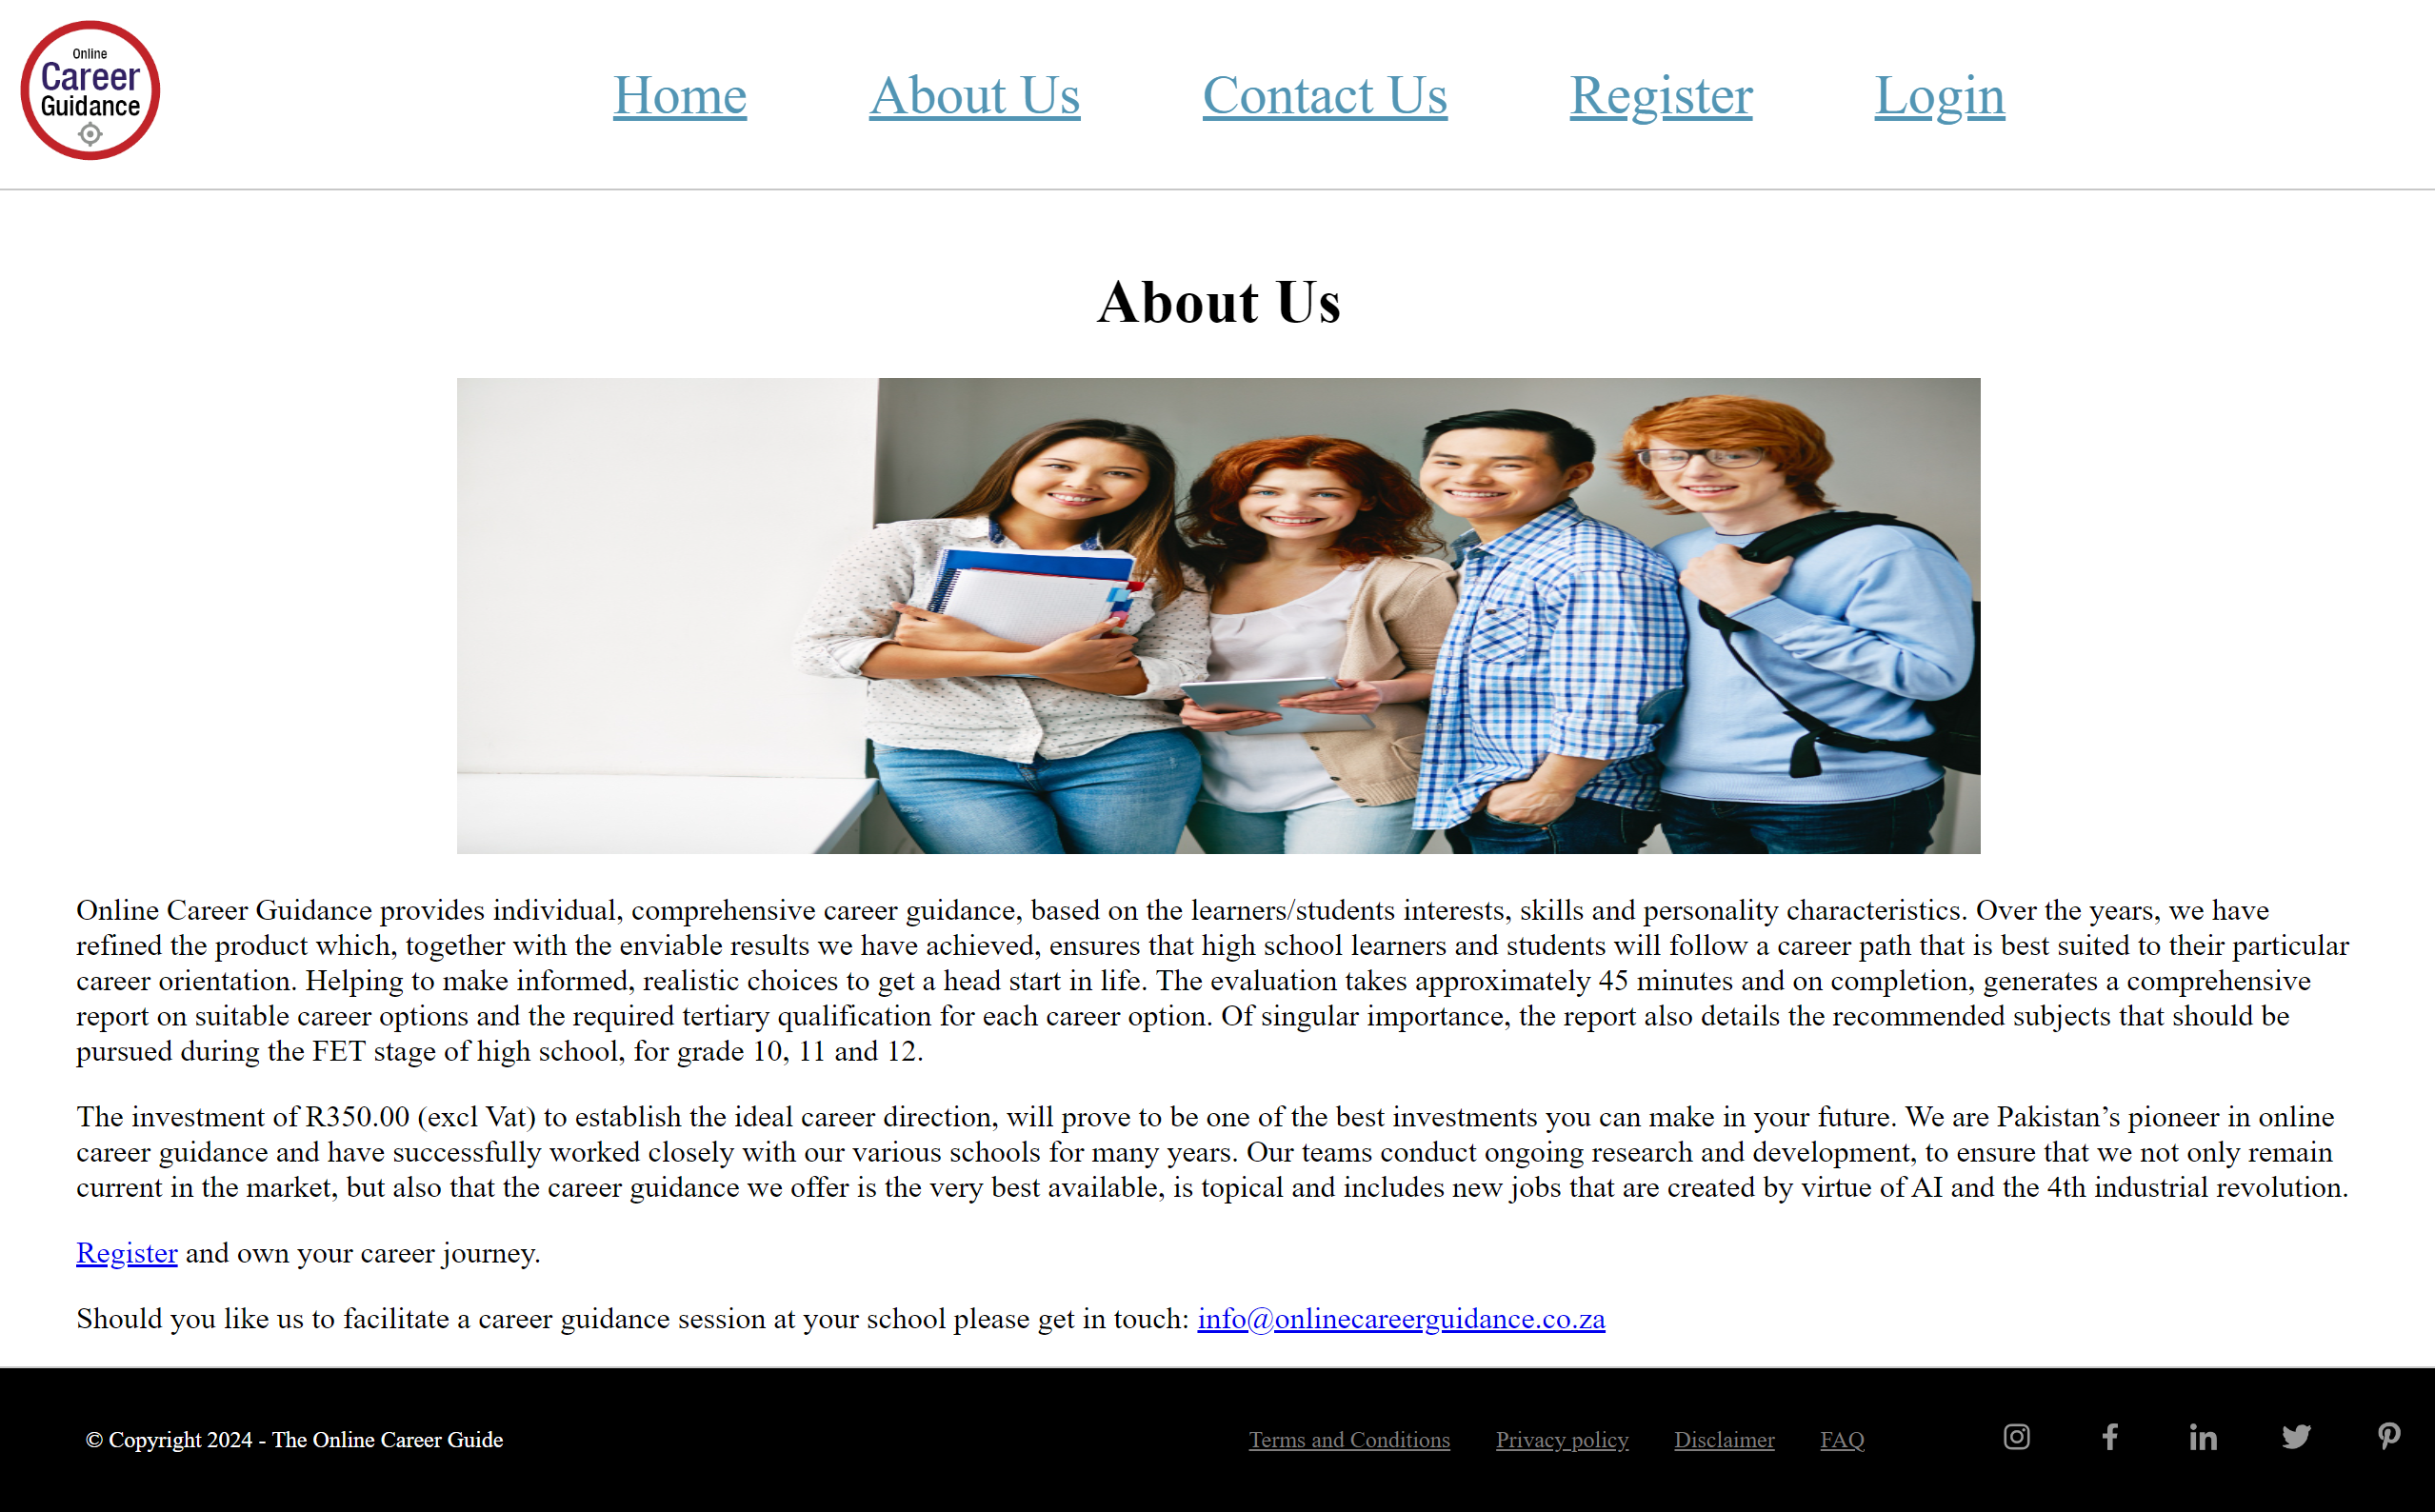 Online
Career
Guidance
Home About Us Contact Us Register Login
About Us
Online Career Guidance provides individual, comprehensive career guidance, based on the learners/students interests, skills and personality characteristics. Over the years, we have
refined the product which, together with the enviable results we have achieved, ensures that high school learners and students will follow a career path that is best suited to their particular
career orientation. Helping to make informed, realistic choices to get a head start in life. The evaluation takes approximately 45 minutes and on completion, generates a comprehensive
report on suitable career options and the required tertiary qualification for each career option. Of singular importance, the report also details the recommended subjects that should be
pursued during the FET stage of high school, for grade 10, 11 and 12.
The investment of R350.00 (excl Vat) to establish the ideal career direction, will prove to be one of the best investments you can make in your future. We are Pakistan’s pioneer in online
career guidance and have successfully worked closely with our various schools for many years. Our teams conduct ongoing research and development, to ensure that we not only remain
current in the market, but also that the career guidance we offer is the very best available, is topical and includes new jobs that are created by virtue of AI and the 4th industrial revolution.
Register and own your career journey.
Should you like us to facilitate a career guidance session at your school please get in touch: info@onlinecareerguidance.co.za
© Copyright 2024 - The Online Career Guide Terms and Conditions Privacy policy Disclaimer FAQ